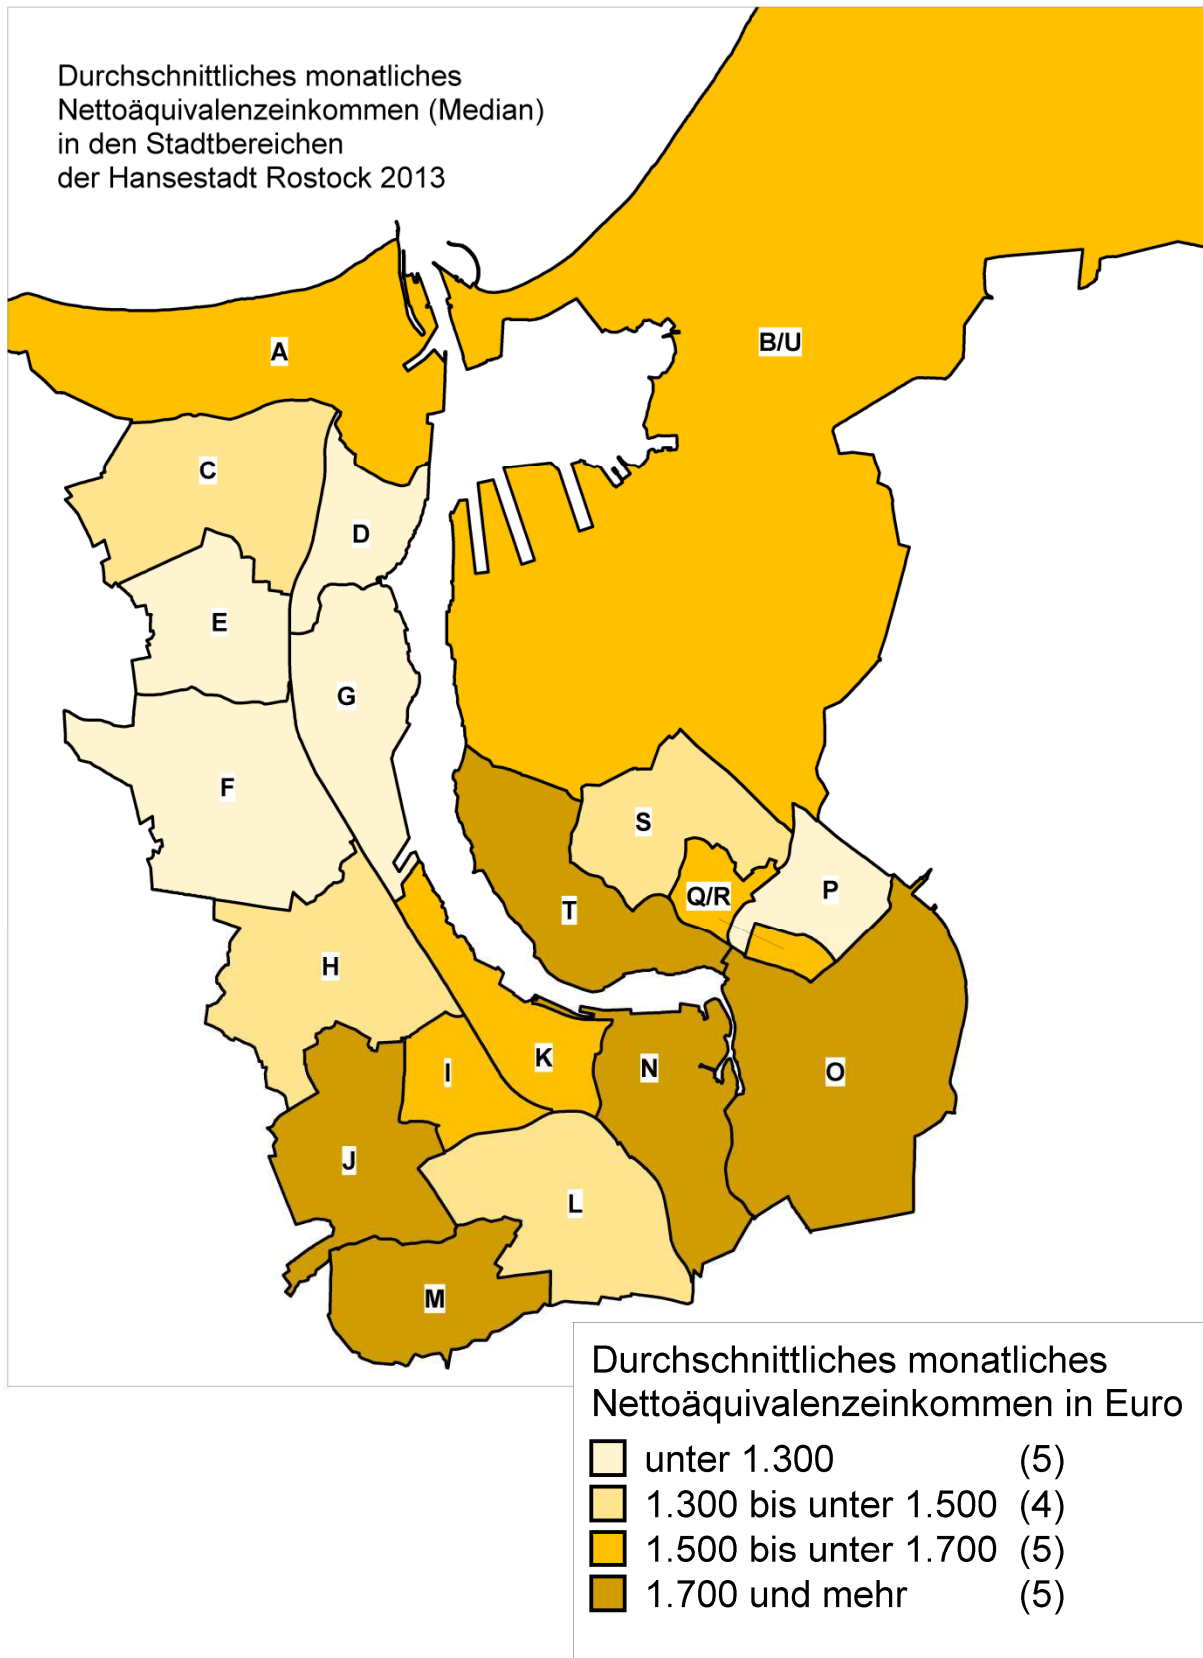 Durchschnittliches monatliches
Nettoäquivalenzeinkommen (Median)
in den Stadtbereichen
der Hansestadt Rostock 2013
A
B/U
C
D
E
G
F
S
Q/R
P
T
H
K
I
N
O
J
L
M
Durchschnittliches monatliches
Nettoäquivalenzeinkommen in Euro
unter 1.300 (5)
1.300 bis unter 1.500 (4)
1.500 bis unter 1.700 (5)
1.700 und mehr (5)